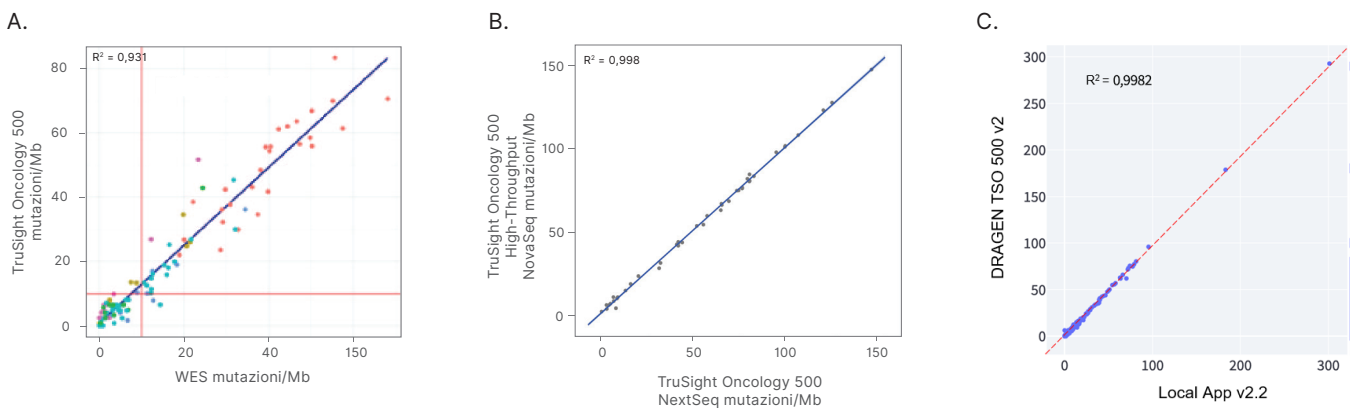 A.
R² = 0,931
80
60
40
20
0
0
20
40
150
TruSight Oncology 500
mutazioni/Mb
WES mutazioni/Mb
B.
R² = 0,998
150
100
50
0
0
50
100
150
TruSight Oncology 500
High-Throughput
NovaSeq mutazioni/Mb
TruSight Oncology 500
NextSeq mutazioni/Mb
C.
R² = 0,9982
300
250
200
150
100
50
0
0
100
200
300
DRAGEN TSO 500 v2
Local App v2.2